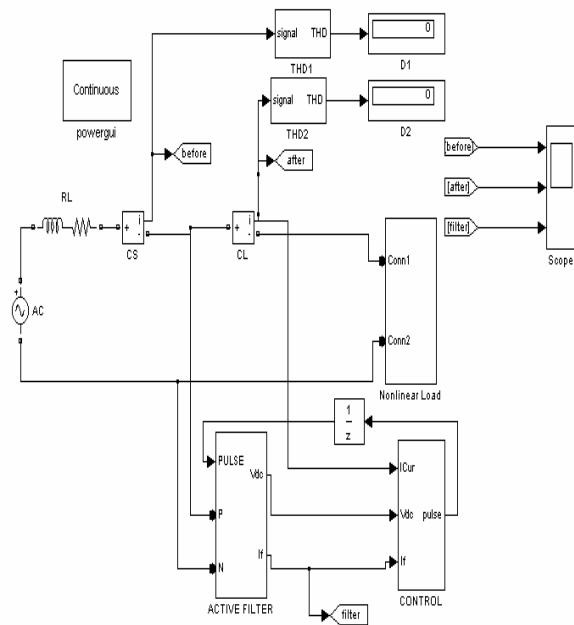 signal THD
THD1
0
D1
signal THD
THD2
0
D2
Continuous
powergui
before
after
[before]
[after]
[filter]
Scope
RL
+ i
-
CS
+ i
-
CL
+
AC
Conn1
Conn2
Nonlinear Load
1
z
PULSE
Vdc
P
If
N
ACTIVE FILTER
ICur
Vdc pulse
If
CONTROL
filter